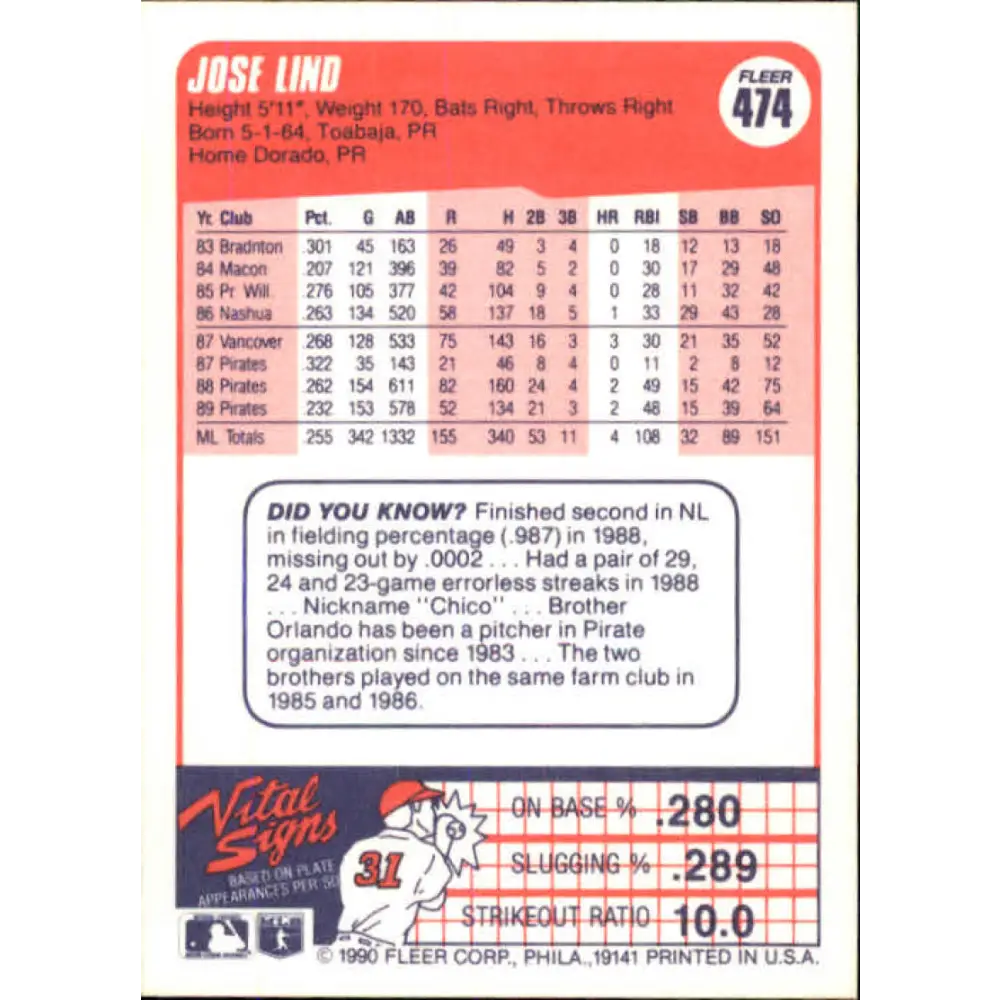 JOSE LIND
FLEER
474
Height 5'11", Weight 170, Bats Right, Throws Right
Born 5-1-64, Toabaja, PR
Home Dorado, PR
Yr. Club Pct. G AB R H 2B 3B HR RBI SB BB SO
83 Bradnton .301 45 163 26 49 3 4 0 18 12 13 18
84 Macon .207 121 396 39 82 5 2 0 30 17 29 48
85 Pr. Will. .276 105 377 42 104 9 4 0 28 11 32 42
86 Nashua .263 134 520 58 137 18 5 1 33 29 43 28
87 Vancover .268 128 533 75 143 16 3 3 30 21 35 52
87 Pirates .322 35 143 21 46 8 4 0 11 2 8 12
88 Pirates .262 154 611 82 160 24 4 2 49 15 42 75
89 Pirates .232 153 578 52 134 21 3 2 48 15 39 64
ML Totals .255 342 1332 155 340 53 11 4 108 32 89 151
DID YOU KNOW? Finished second in NL
in fielding percentage (.987) in 1988,
missing out by .0002 . . . Had a pair of 29,
24 and 23-game errorless streaks in 1988
. . . Nickname "Chico" . . . Brother
Orlando has been a pitcher in Pirate
organization since 1983 . . . The two
brothers played on the same farm club in
1985 and 1986.
Vital
Signs
BASED ON PLATE
APPEARANCES PER SO
31
ON BASE % .280
SLUGGING % .289
STRIKEOUT RATIO 10.0
© 1990 FLEER CORP., PHILA., 19141 PRINTED IN U.S.A.